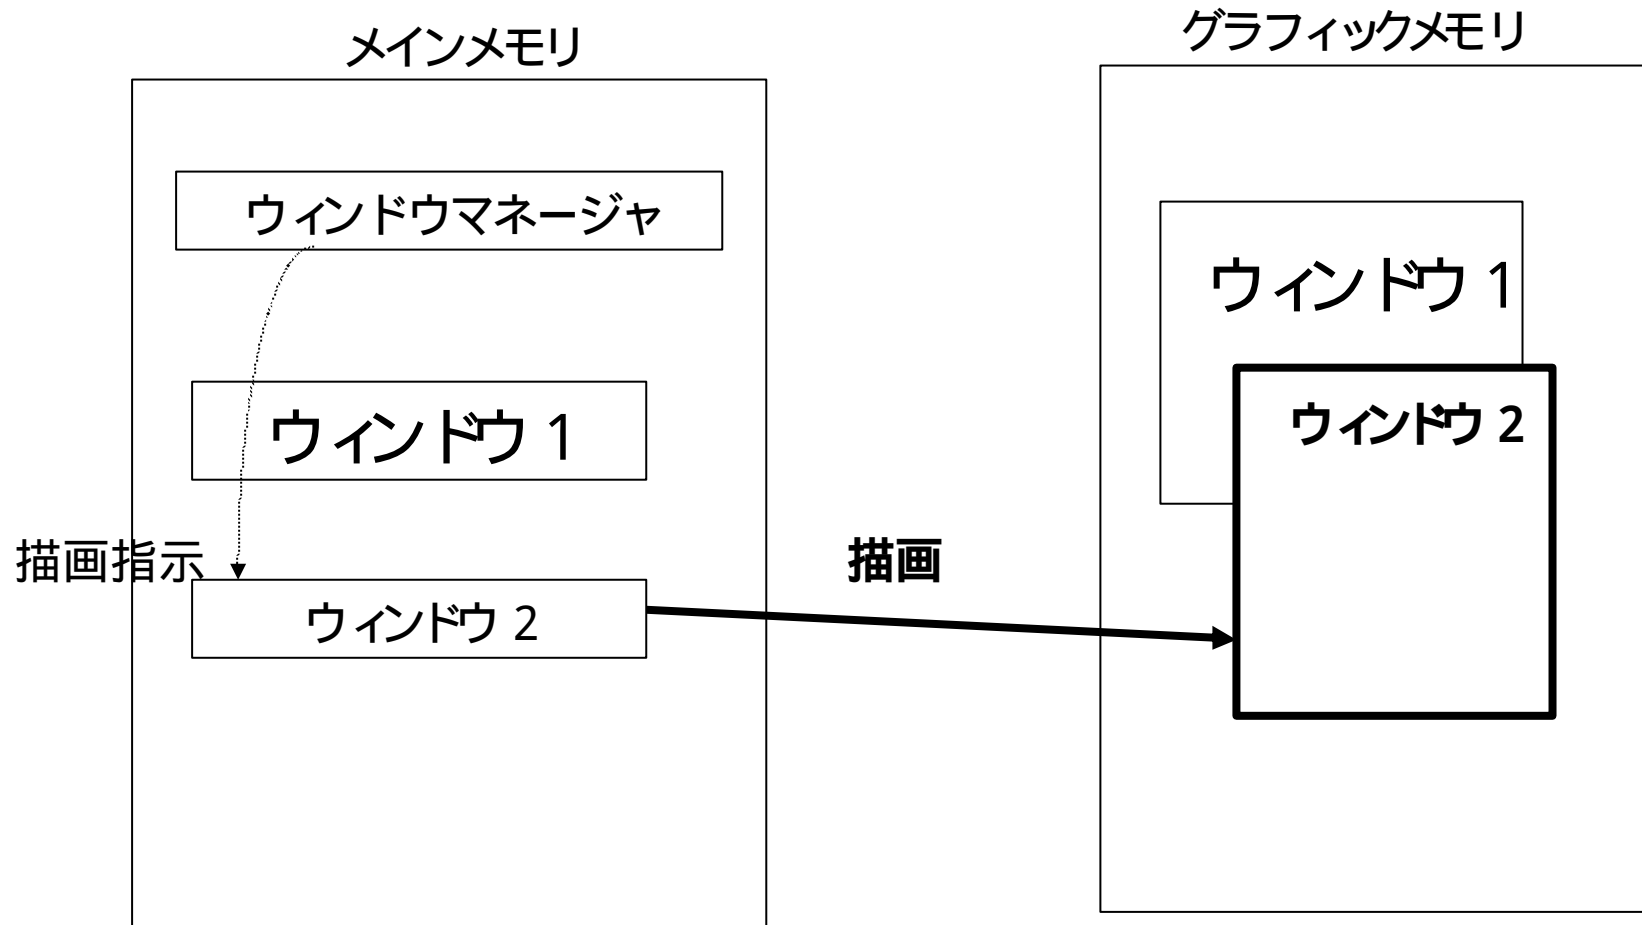 メインメモリ
グラフィックメモリ
ウィンドウマネージャ
ウィンドウ 1
ウィンドウ 1
ウィンドウ 2
描画指示
描画
ウィンドウ 2